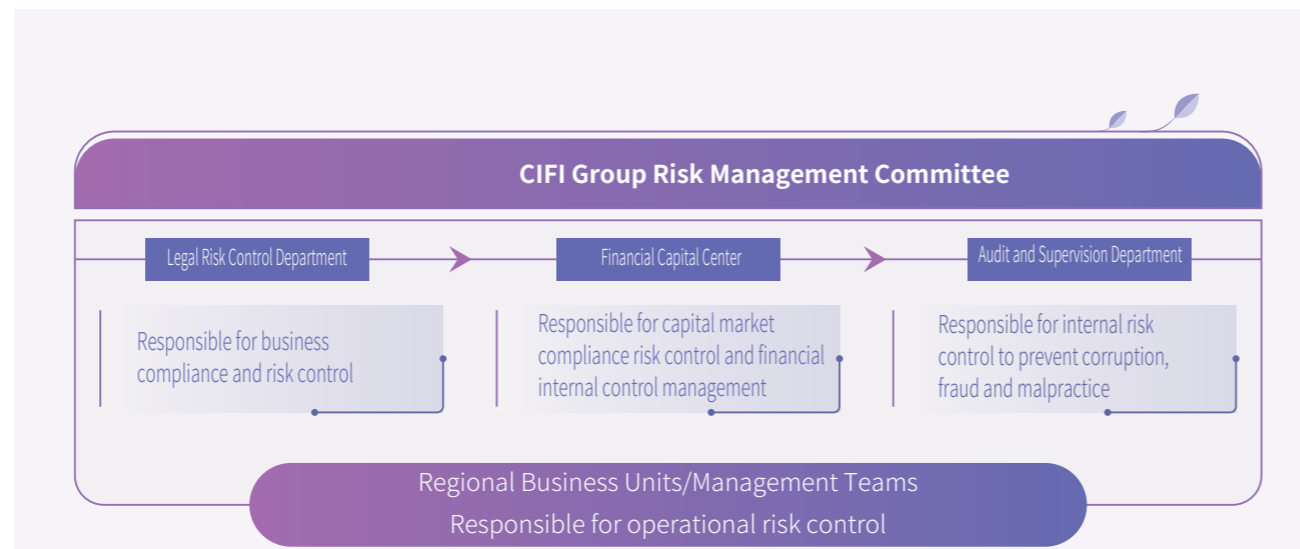 CIFI Group Risk Management Committee
Legal Risk Control Department
Financial Capital Center
Audit and Supervision Department
Responsible for business
compliance and risk control
Responsible for capital market
compliance risk control and financial
internal control management
Responsible for internal risk
control to prevent corruption,
fraud and malpractice
Regional Business Units/Management Teams
Responsible for operational risk control